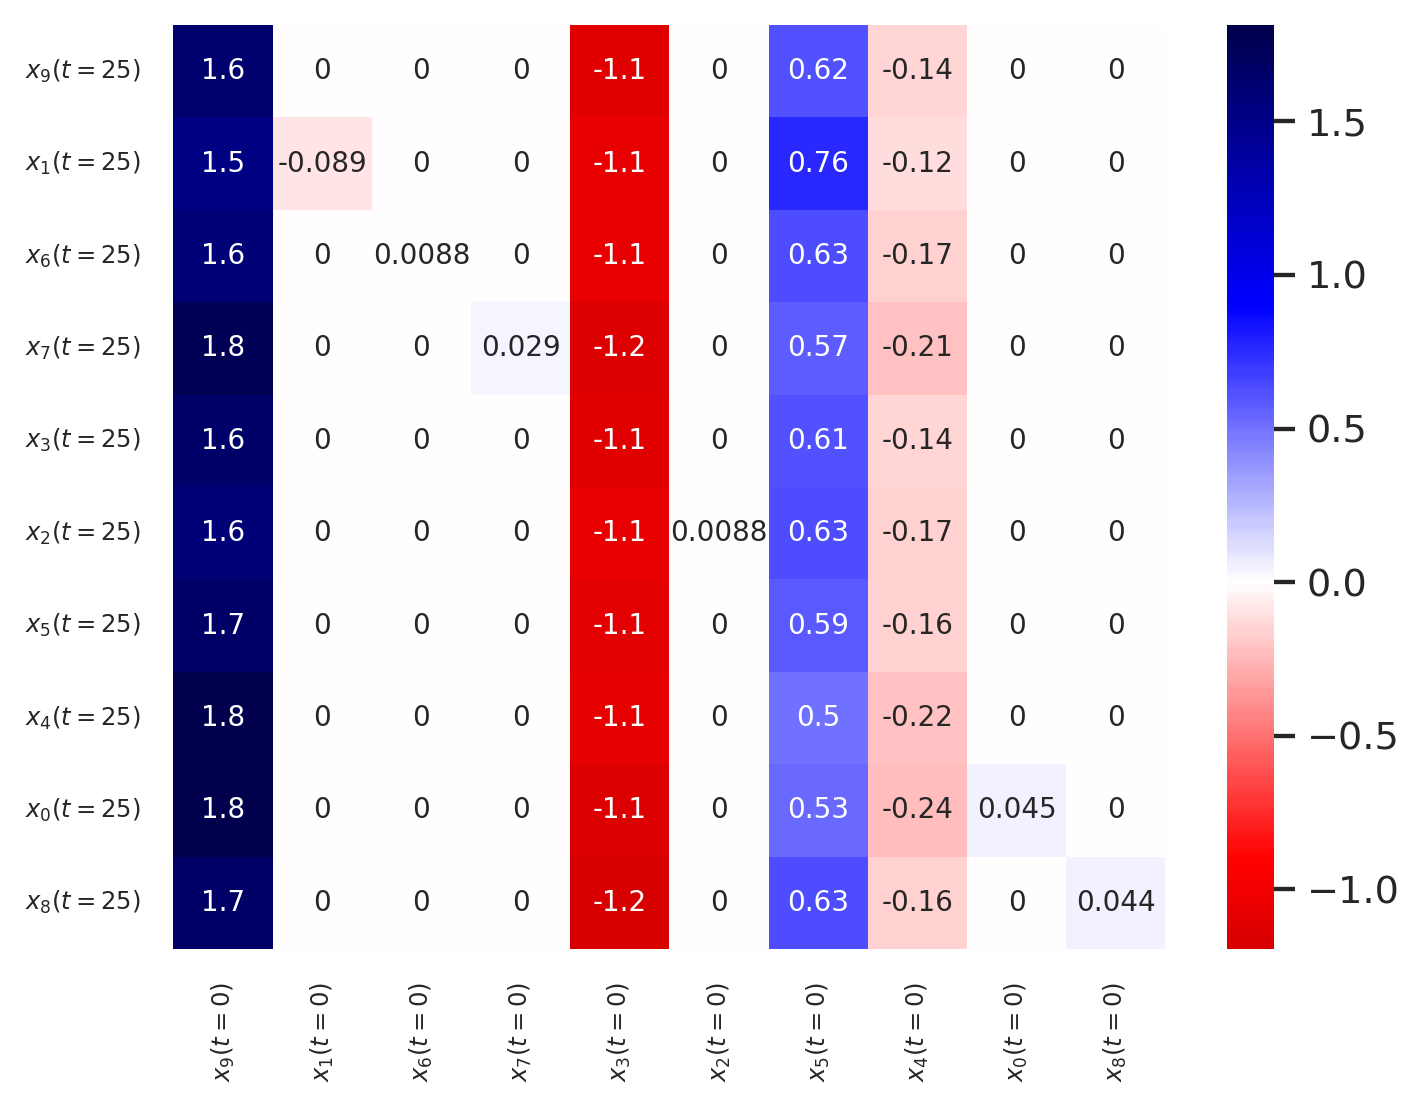 x₉(t = 25) 1.6 0 0 0 -1.1 0 0.62 -0.14 0 0
x₁(t = 25) 1.5 -0.089 0 0 -1.1 0 0.76 -0.12 0 0
x₆(t = 25) 1.6 0 0.0088 0 -1.1 0 0.63 -0.17 0 0
x₇(t = 25) 1.8 0 0 0.029 -1.2 0 0.57 -0.21 0 0
x₃(t = 25) 1.6 0 0 0 -1.1 0 0.61 -0.14 0 0
x₂(t = 25) 1.6 0 0 0 -1.1 0.0088 0.63 -0.17 0 0
x₅(t = 25) 1.7 0 0 0 -1.1 0 0.59 -0.16 0 0
x₄(t = 25) 1.8 0 0 0 -1.1 0 0.5 -0.22 0 0
x₀(t = 25) 1.8 0 0 0 -1.1 0 0.53 -0.24 0.045 0
x₈(t = 25) 1.7 0 0 0 -1.2 0 0.63 -0.16 0 0.044
x₉(t = 0)
x₁(t = 0)
x₆(t = 0)
x₇(t = 0)
x₃(t = 0)
x₂(t = 0)
x₅(t = 0)
x₄(t = 0)
x₀(t = 0)
x₈(t = 0)
1.5
1.0
0.5
0.0
−0.5
−1.0